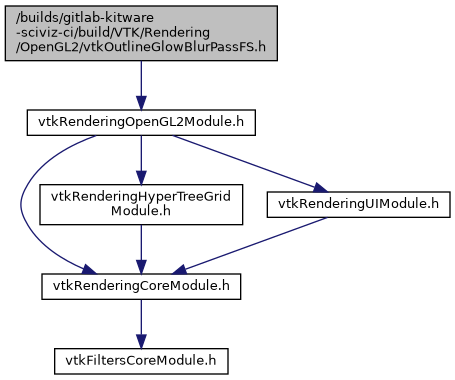 /builds/gitlab-kitware
-sciviz-ci/build/VTK/Rendering
/OpenGL2/vtkOutlineGlowBlurPassFS.h
vtkRenderingOpenGL2Module.h
vtkRenderingHyperTreeGrid
Module.h
vtkRenderingUIModule.h
vtkRenderingCoreModule.h
vtkFiltersCoreModule.h